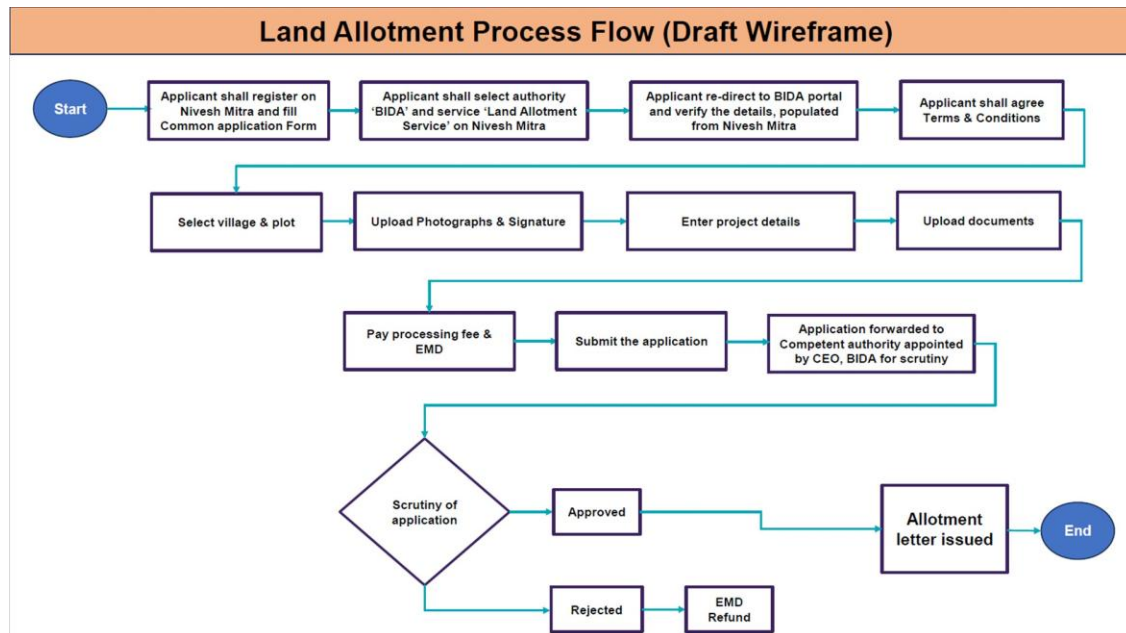 Land Allotment Process Flow (Draft Wireframe)
Start
Applicant shall register on
Nivesh Mitra and fill
Common application Form
Applicant shall select authority
‘BIDA’ and service ‘Land Allotment
Service’ on Nivesh Mitra
Applicant re-direct to BIDA portal
and verify the details, populated
from Nivesh Mitra
Applicant shall agree
Terms & Conditions
Select village & plot
Upload Photographs & Signature
Enter project details
Upload documents
Pay processing fee &
EMD
Submit the application
Application forwarded to
Competent authority appointed
by CEO, BIDA for scrutiny
Scrutiny of
application
Approved
Allotment
letter issued
End
Rejected
EMD
Refund